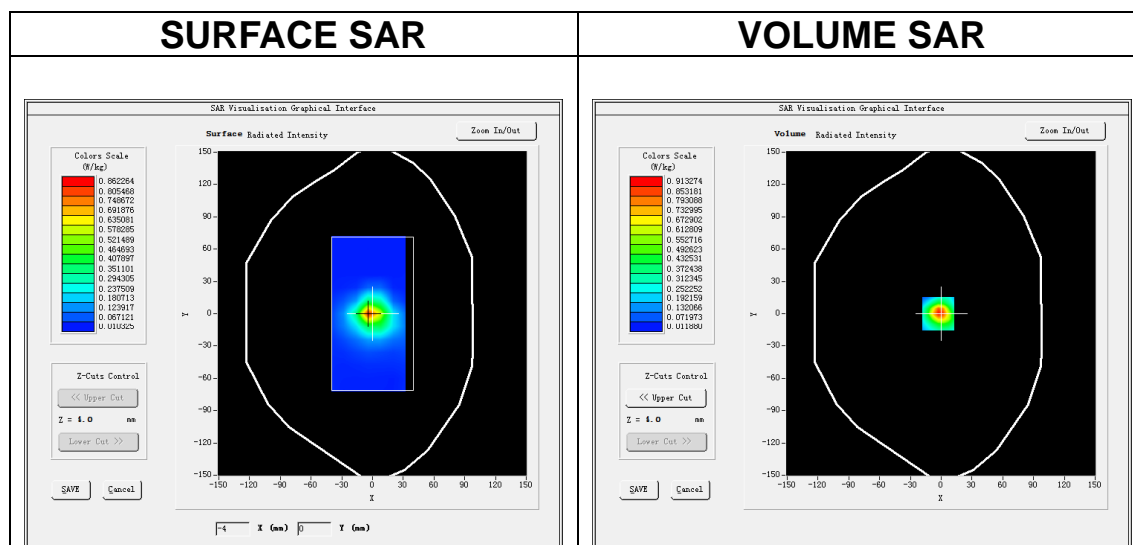 SURFACE SAR
VOLUME SAR
SAR Visualisation Graphical Interface
Surface Radiated Intensity
Zoom In/Out
Colors Scale
(W/kg)
0.862264
0.805468
0.748672
0.691876
0.635081
0.578285
0.521489
0.464693
0.407897
0.351101
0.294305
0.237509
0.180713
0.123917
0.067121
0.010325
150
120
90
60
30
0
-30
-60
-90
-120
-150
Y
-150 -120 -90 -60 -30 0 30 60 90 120 150
X
Z-Cuts Control
<< Upper Cut
Z = 4.0 mm
Lower Cut >>
SAVE Cancel
-4 X (mm) 0 Y (mm)
SAR Visualisation Graphical Interface
Volume Radiated Intensity
Zoom In/Out
Colors Scale
(W/kg)
0.913274
0.853181
0.793088
0.732995
0.672902
0.612809
0.552716
0.492623
0.432531
0.372438
0.312345
0.252252
0.192159
0.132066
0.071973
0.011880
150
120
90
60
30
0
-30
-60
-90
-120
-150
Y
-150 -120 -90 -60 -30 0 30 60 90 120 150
X
Z-Cuts Control
<< Upper Cut
Z = 4.0 mm
Lower Cut >>
SAVE Cancel